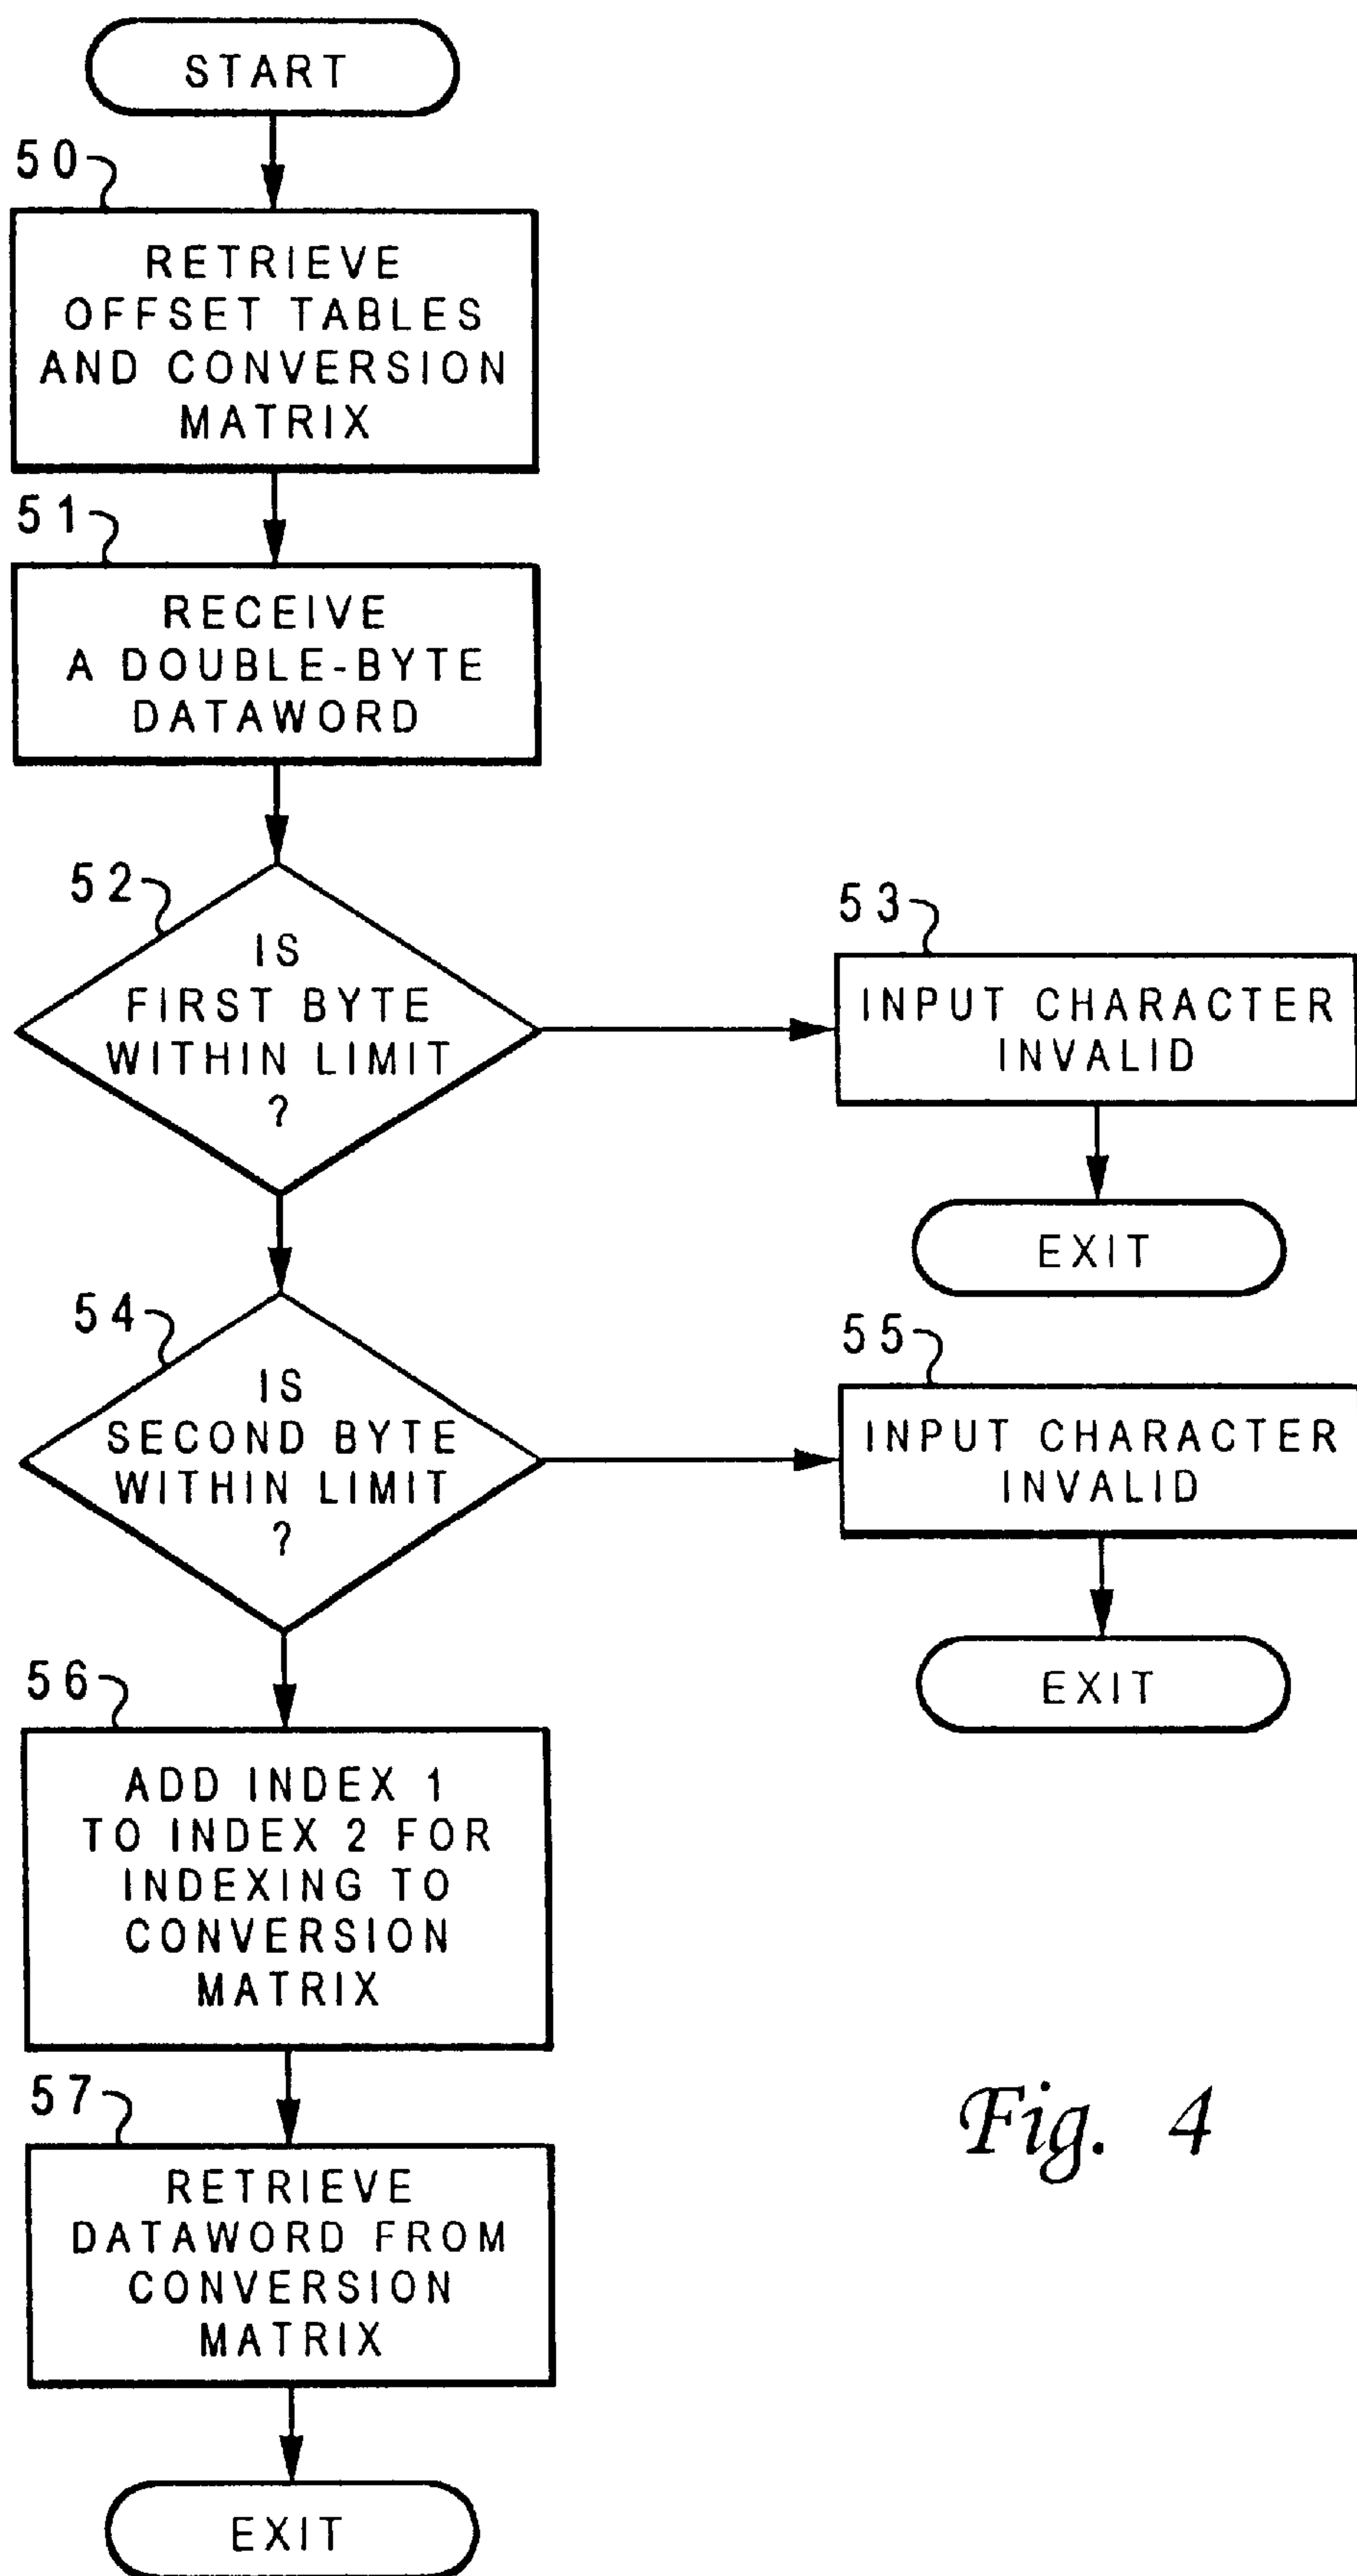 START
50
RETRIEVE
OFFSET TABLES
AND CONVERSION
MATRIX
51
RECEIVE
A DOUBLE-BYTE
DATAWORD
52
IS
FIRST BYTE
WITHIN LIMIT
?
53
INPUT CHARACTER
INVALID
EXIT
54
IS
SECOND BYTE
WITHIN LIMIT
?
55
INPUT CHARACTER
INVALID
EXIT
56
ADD INDEX 1
TO INDEX 2 FOR
INDEXING TO
CONVERSION
MATRIX
57
RETRIEVE
DATAWORD FROM
CONVERSION
MATRIX
EXIT
Fig. 4